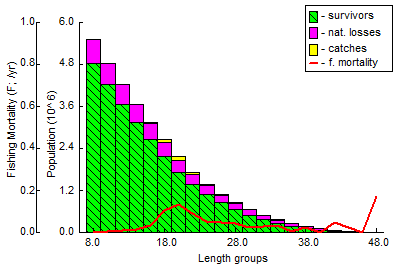 - survivors
- nat. losses
- catches
- f. mortality
Fishing Mortality (F; /yr)
Population (10^6)
1.0 6.0
0.8 4.8
0.6 3.6
0.4 2.4
0.2 1.2
0.0 0.0
8.0 18.0 28.0 38.0 48.0
Length groups